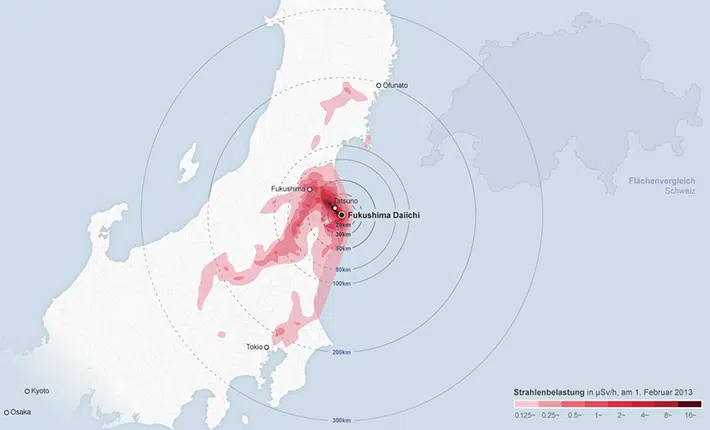 Ofunato
Flächenvergleich
Schweiz
Fukushima
Tatsuno
Fukushima Daiichi
20km
30km
50km
80km
100km
Tokio
200km
Kyoto
Osaka
300km
Strahlenbelastung in µSv/h, am 1. Februar 2013
0.125~ 0.25~ 0.5~ 1~ 2~ 4~ 8~ 16~